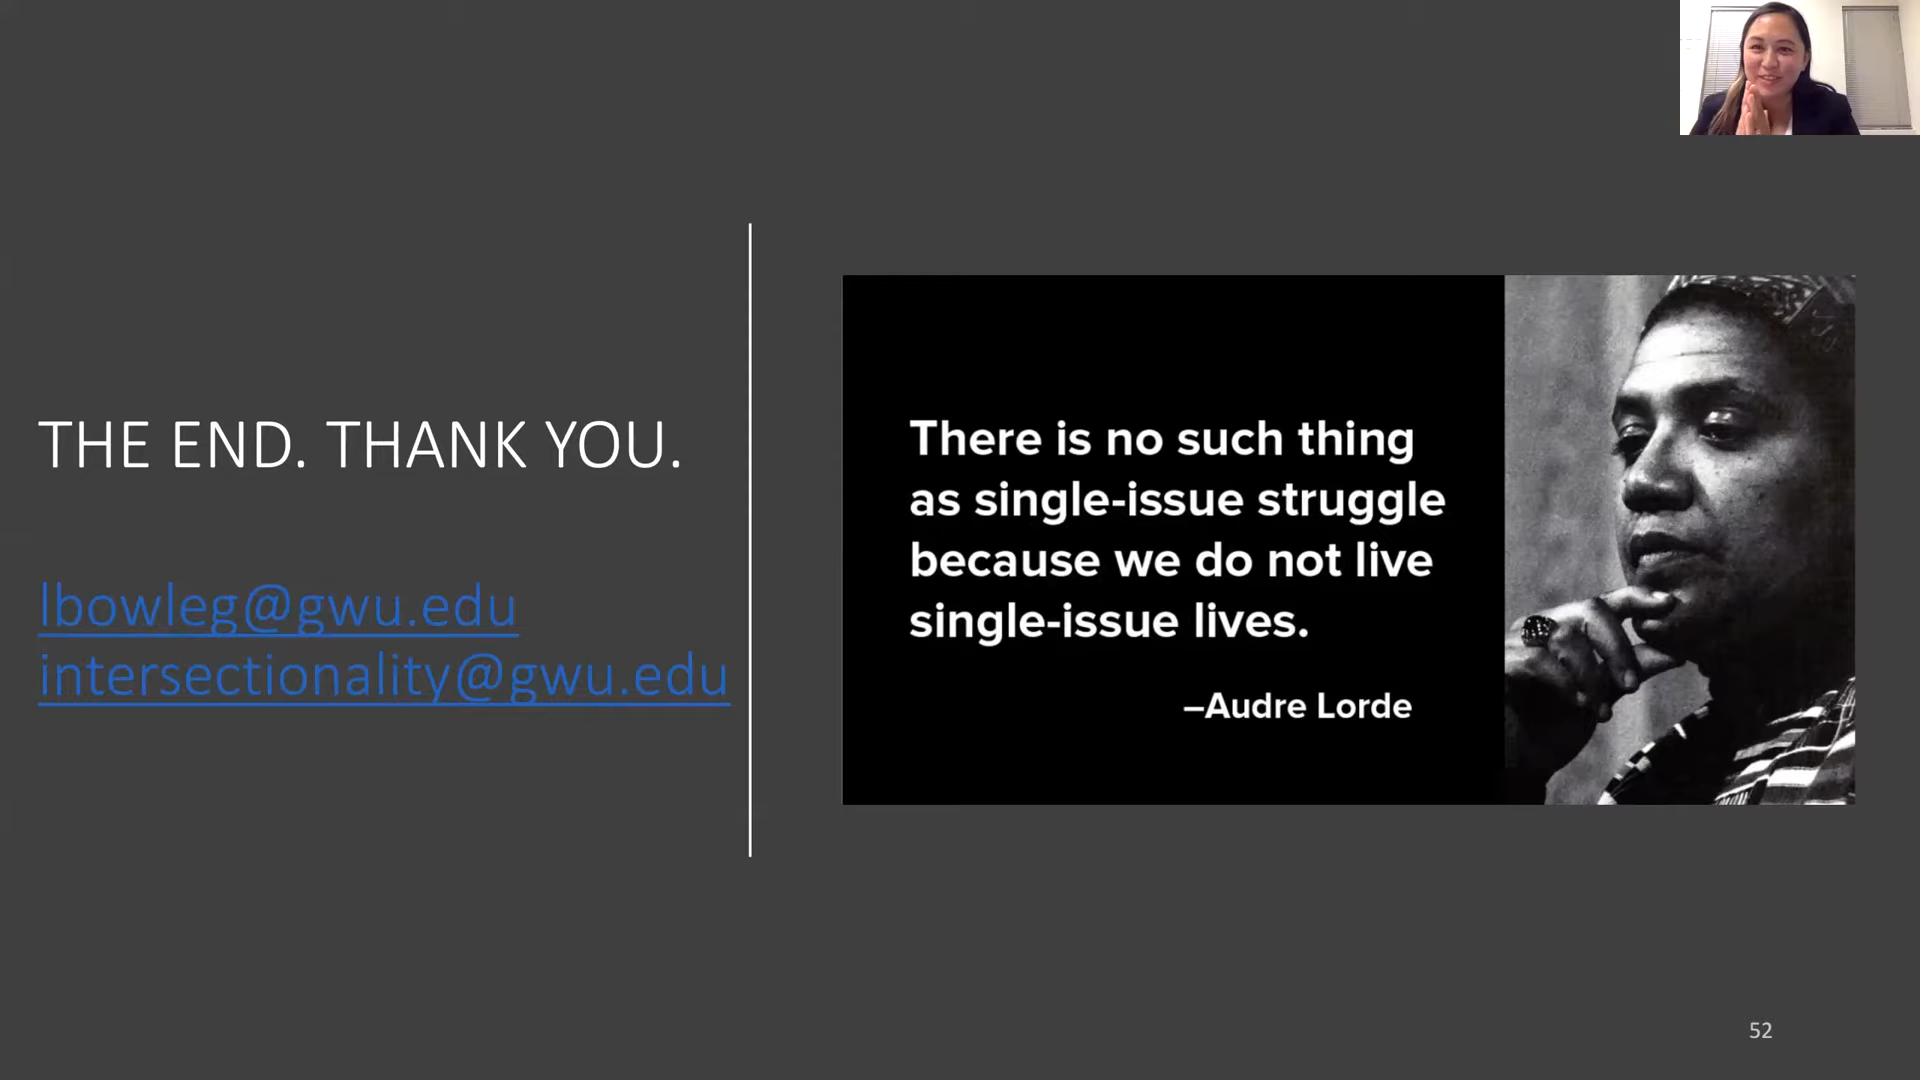 THE END. THANK YOU.
lbowleg@gwu.edu
intersectionality@gwu.edu
There is no such thing
as single-issue struggle
because we do not live
single-issue lives.
–Audre Lorde
52